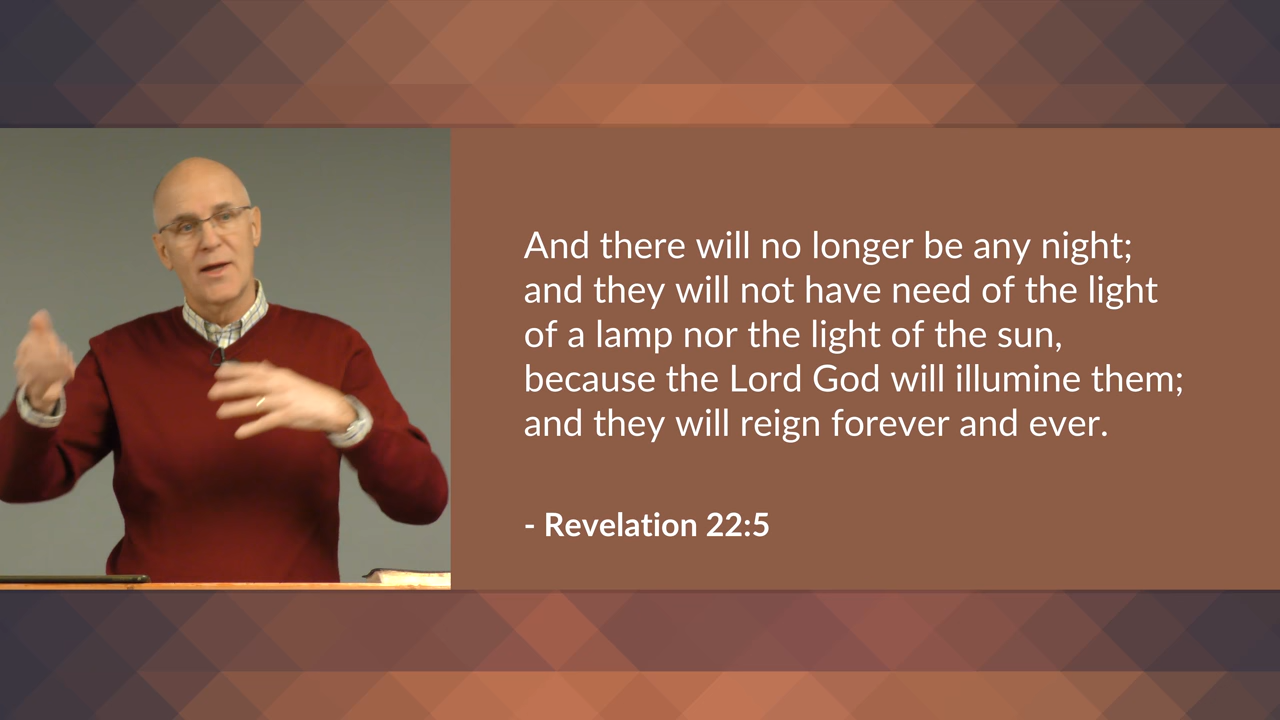 And there will no longer be any night;
and they will not have need of the light
of a lamp nor the light of the sun,
because the Lord God will illumine them;
and they will reign forever and ever.
- Revelation 22:5